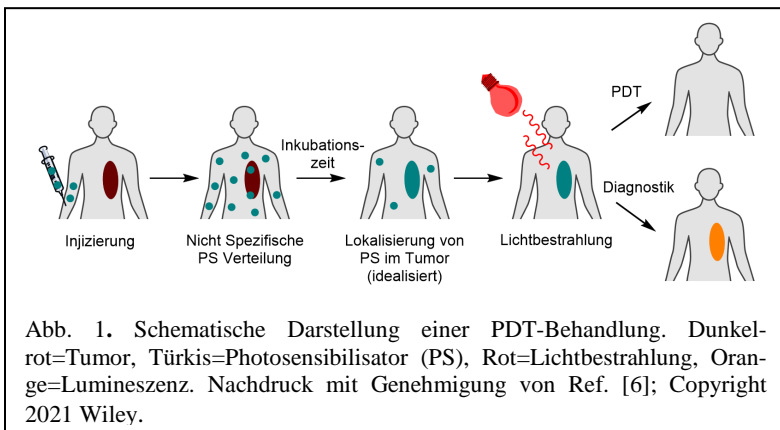 PDT
Inkubations-
zeit
Diagnostik
Injizierung
Nicht Spezifische
PS Verteilung
Lokalisierung von
PS im Tumor
(idealisiert)
Lichtbestrahlung
Abb. 1. Schematische Darstellung einer PDT-Behandlung. Dunkel-
rot=Tumor, Türkis=Photosensibilisator (PS), Rot=Lichtbestrahlung, Oran-
ge=Lumineszenz. Nachdruck mit Genehmigung von Ref. [6]; Copyright
2021 Wiley.